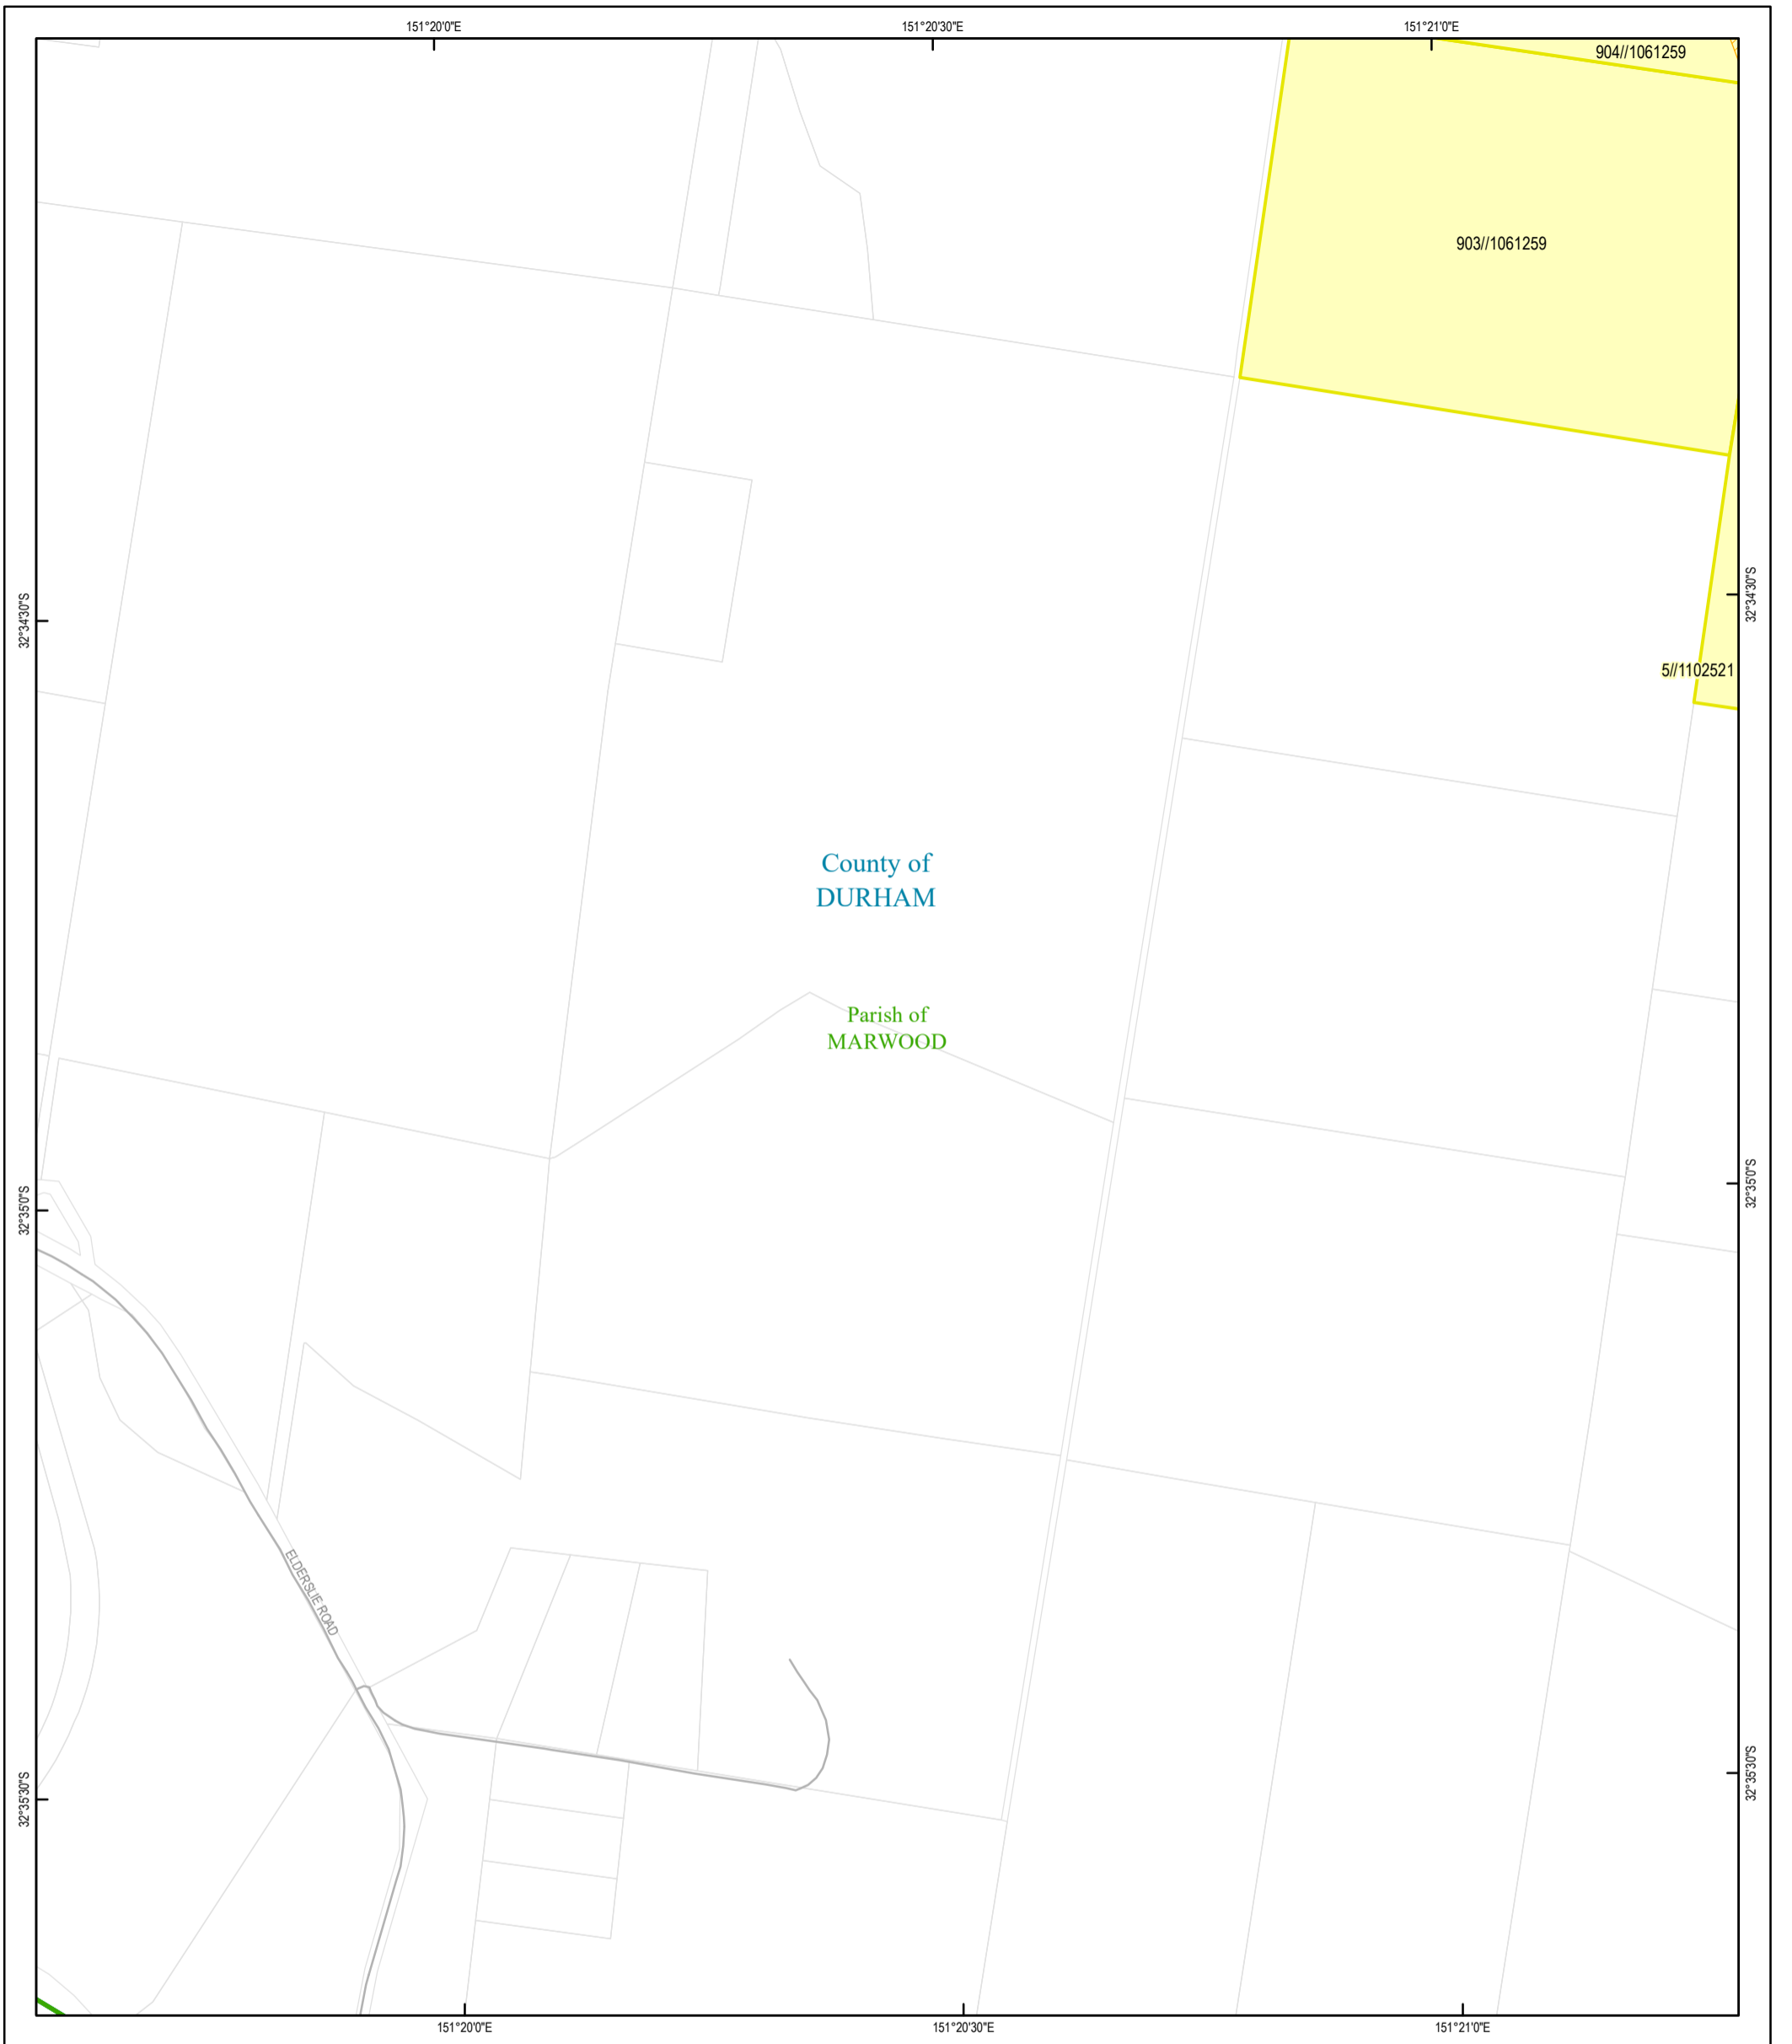 151°20'0"E
151°20'30"E
151°21'0"E
904//1061259
903//1061259
32°34'30"S
32°34'30"S
5//1102521
County of
DURHAM
Parish of
MARWOOD
32°35'0"S
32°35'0"S
ELDERSLIE ROAD
32°35'30"S
32°35'30"S
151°20'0"E
151°20'30"E
151°21'0"E